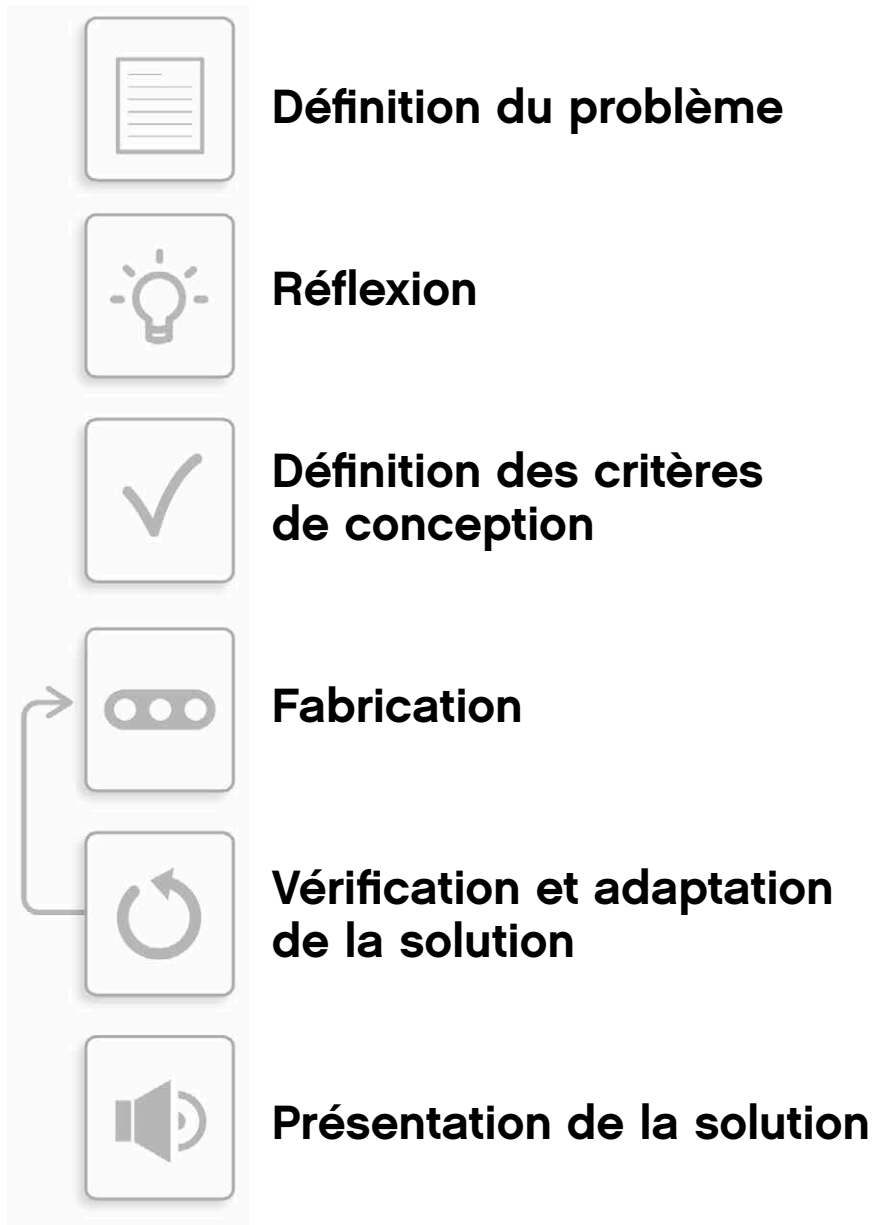 Définition du problème
Réflexion
Définition des critères
de conception
Fabrication
Vérification et adaptation
de la solution
Présentation de la solution